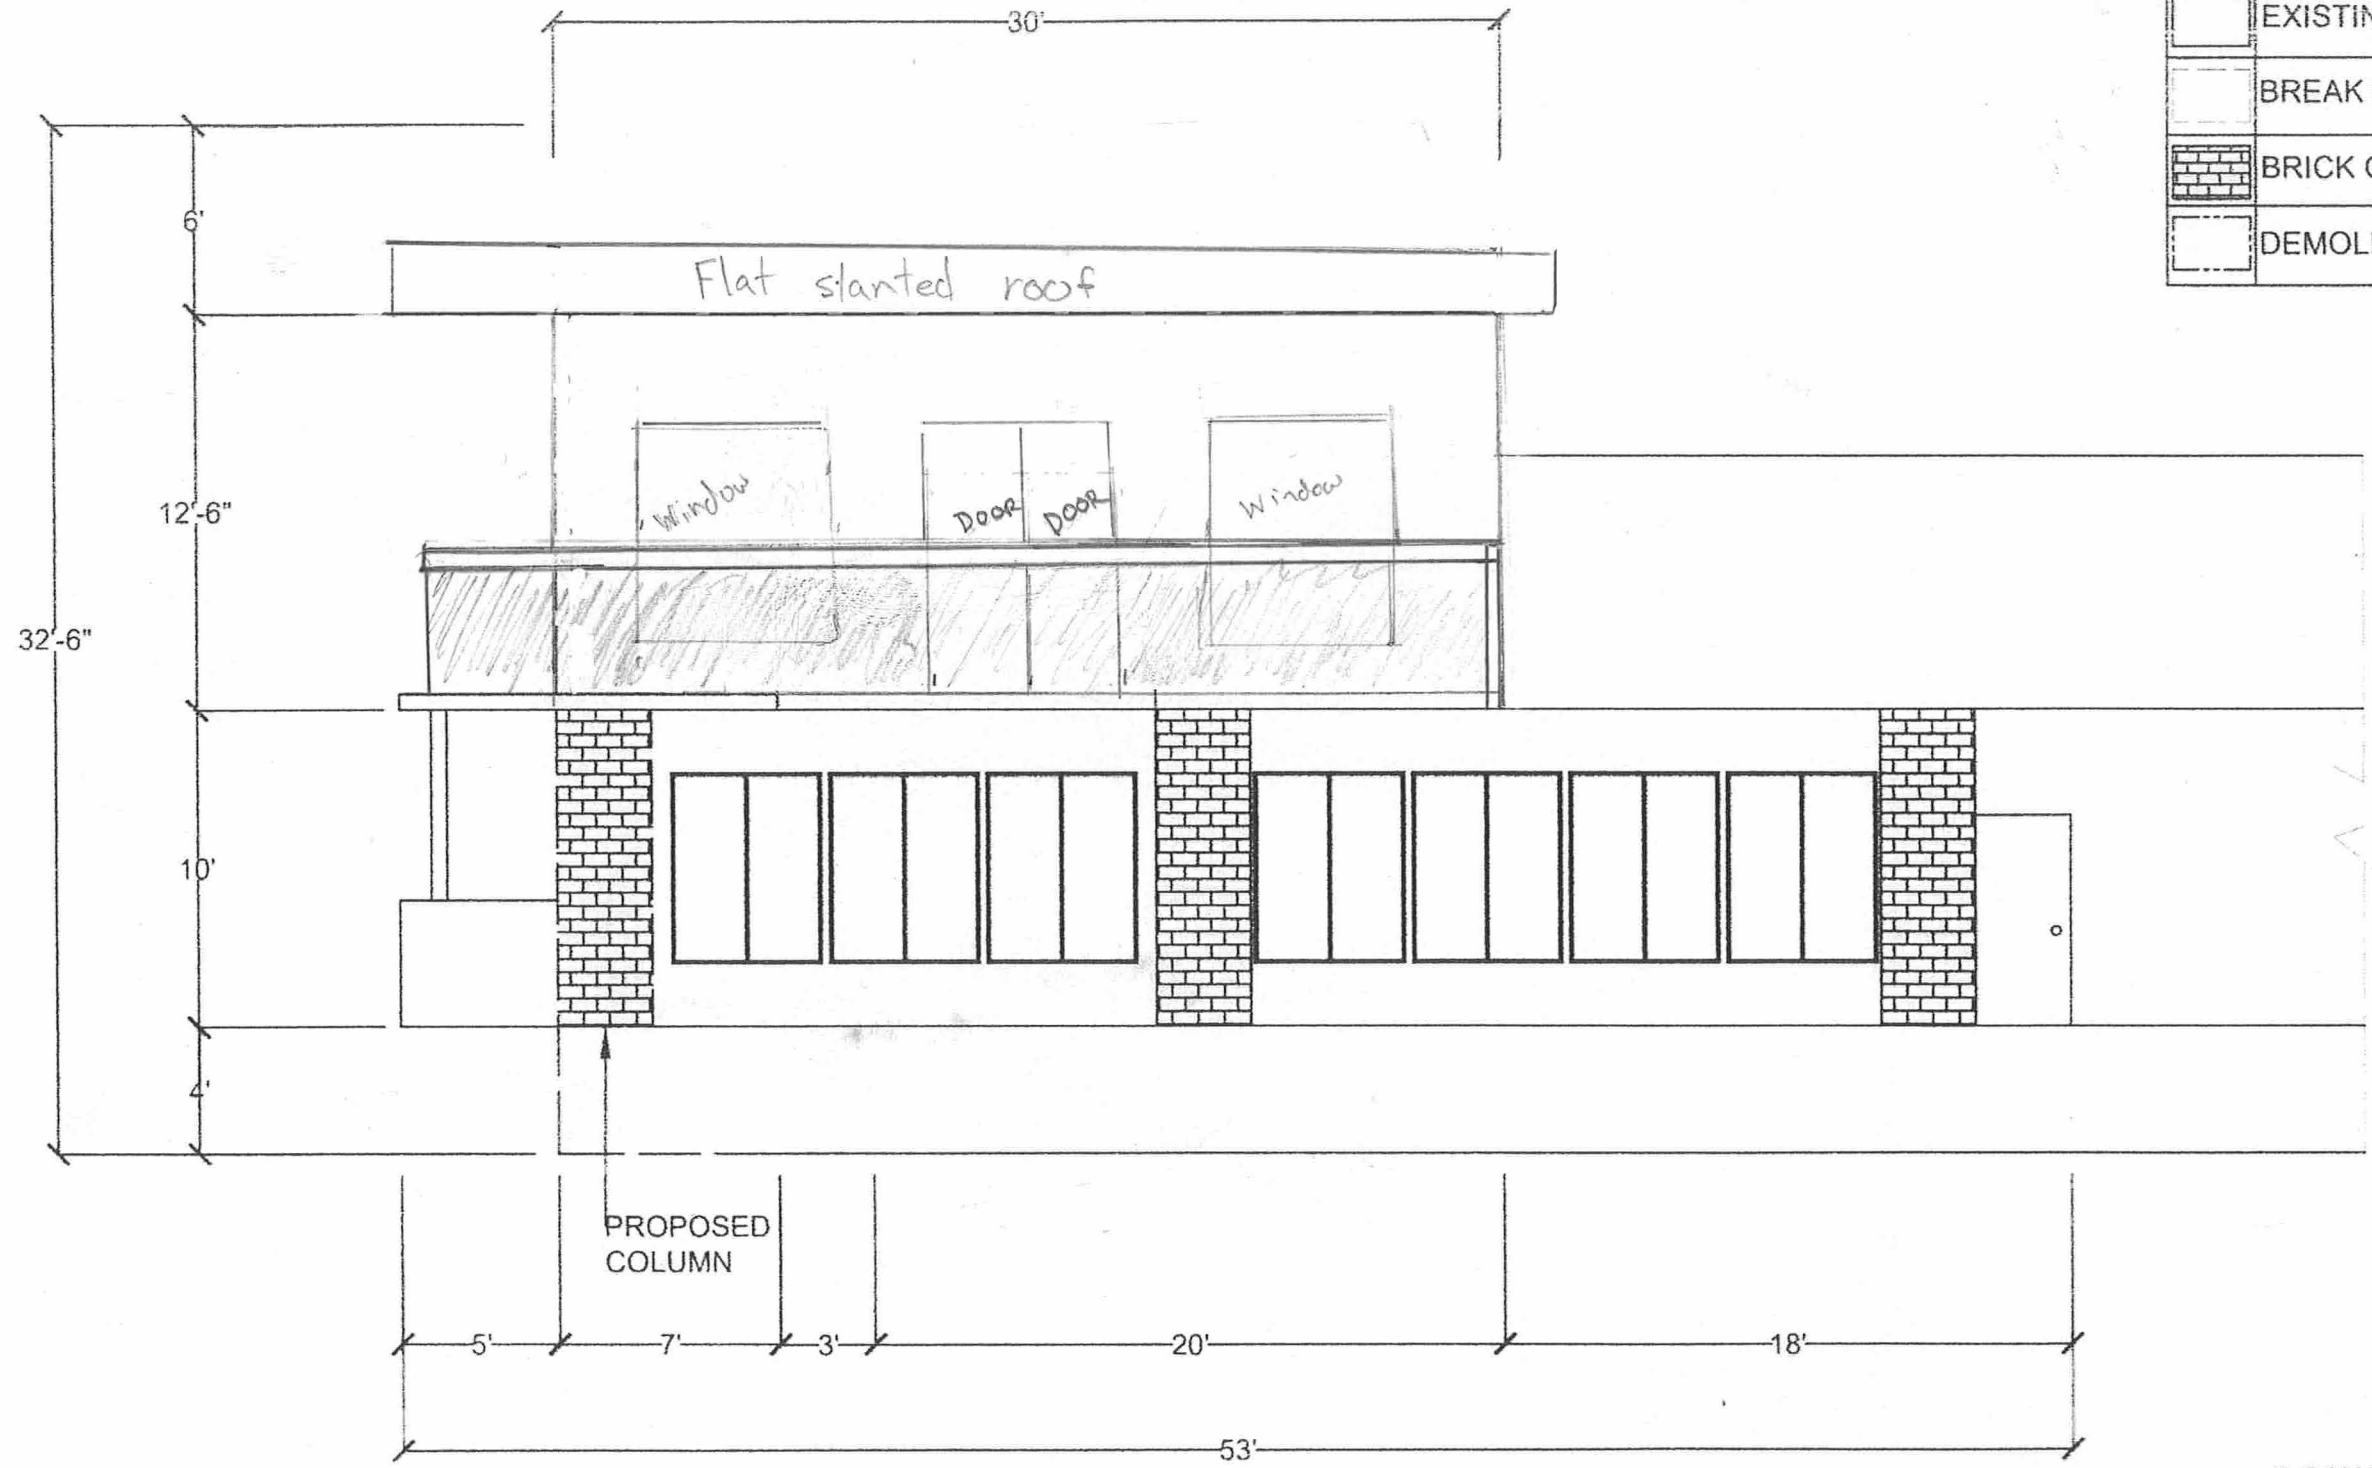 30'
EXISTIN
BREAK
BRICK
DEMOLI
6'
Flat slanted roof
12'-6"
Window
DOOR
DOOR
Window
32'-6"
10'
4'
PROPOSED
COLUMN
5'
7'
3'
20'
18'
53'